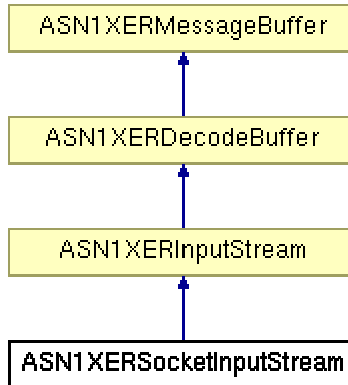 ASN1XERMessageBuffer
ASN1XERDecodeBuffer
ASN1XERInputStream
ASN1XERSocketInputStream